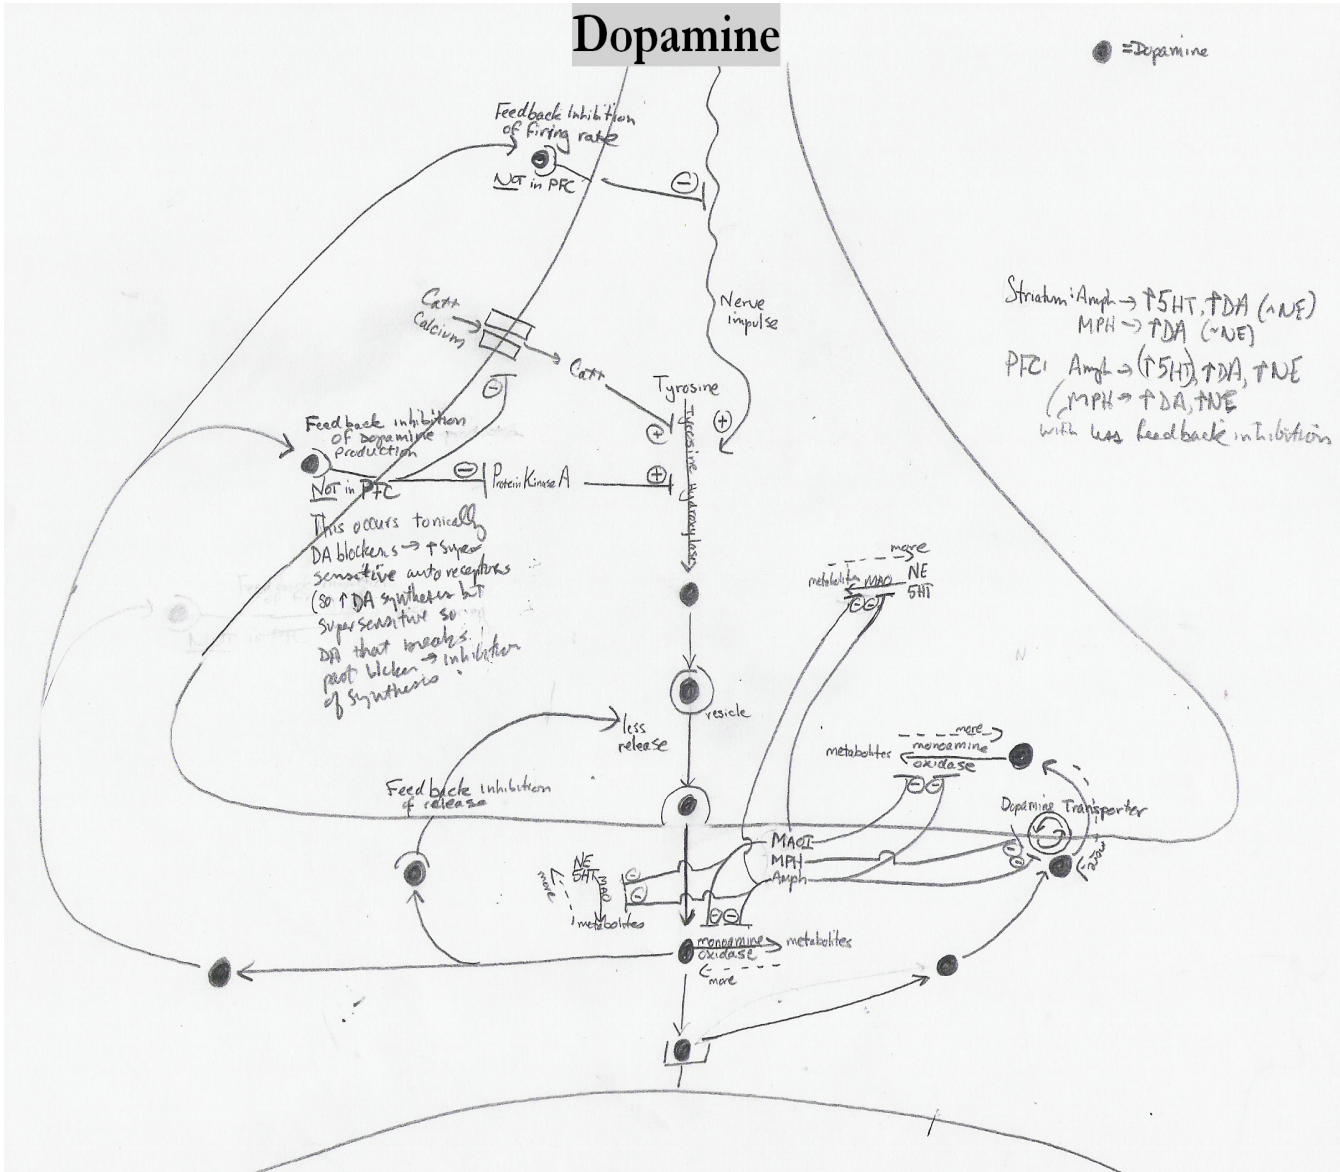 Dopamine
=Dopamine
Feedback Inhibition
of firing rate
NOT in PFC
Nerve
impulse
Ca++
Calcium
Ca++
Tyrosine
Tyrosine Hydroxylase
Striatum: Amph → ↑5HT, ↑DA (~NE)
MPH → ↑DA (~NE)
PFC: Amph → (↑5HT), ↑DA, ↑NE
(MPH → ↑DA, ↑NE
with less feedback inhibition
Feedback inhibition
of Dopamine
Production
NOT in PFC
Protein Kinase A
This occurs tonically
DA blockers → ↑ super
sensitive autoreceptors
(so ↑DA synthesis but
supersensitive so
DA that breaks
past blcker → inhibition
of synthesis
more
metabolites MAO NE
5HT
vesicle
less
release
Feedback inhibition
of release
more
metabolites monoamine
oxidase
Dopamine Transporter
MAOI
MPH
Amph
NE
5HT
MAO
more
metabolites
monoamine
oxidase
metabolites
more